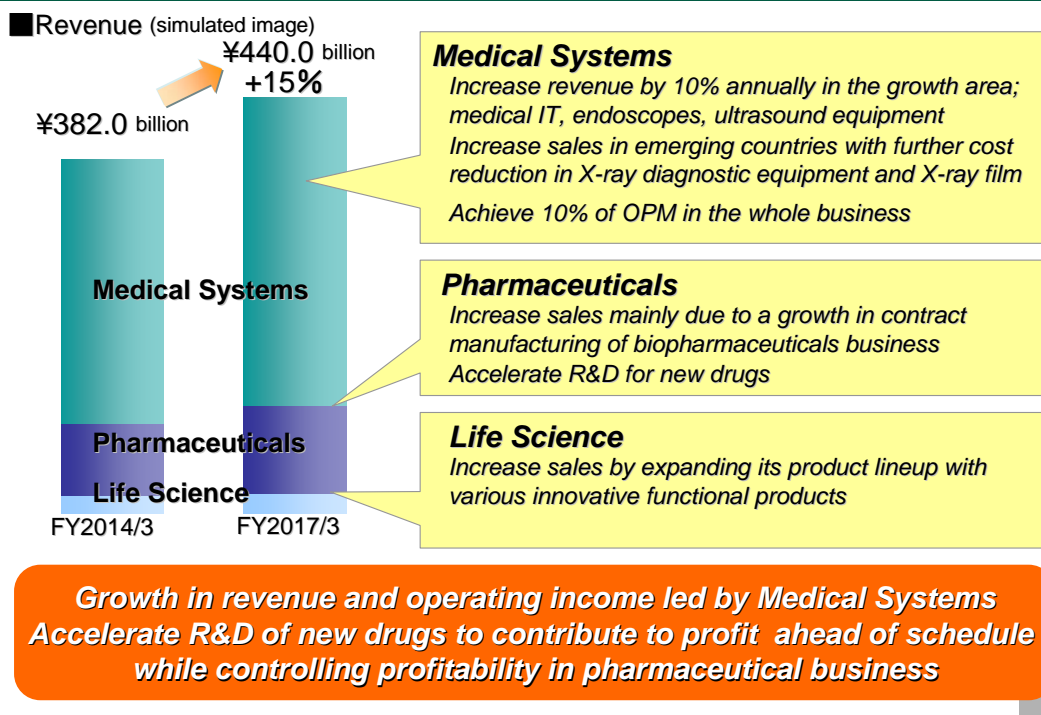 ■Revenue (simulated image)
¥440.0 billion
+15%
¥382.0 billion
Medical Systems
Pharmaceuticals
Life Science
FY2014/3
FY2017/3
Medical Systems
Increase revenue by 10% annually in the growth area;
medical IT, endoscopes, ultrasound equipment
Increase sales in emerging countries with further cost
reduction in X-ray diagnostic equipment and X-ray film
Achieve 10% of OPM in the whole business
Pharmaceuticals
Increase sales mainly due to a growth in contract
manufacturing of biopharmaceuticals business
Accelerate R&D for new drugs
Life Science
Increase sales by expanding its product lineup with
various innovative functional products
Growth in revenue and operating income led by Medical Systems
Accelerate R&D of new drugs to contribute to profit ahead of schedule
while controlling profitability in pharmaceutical business